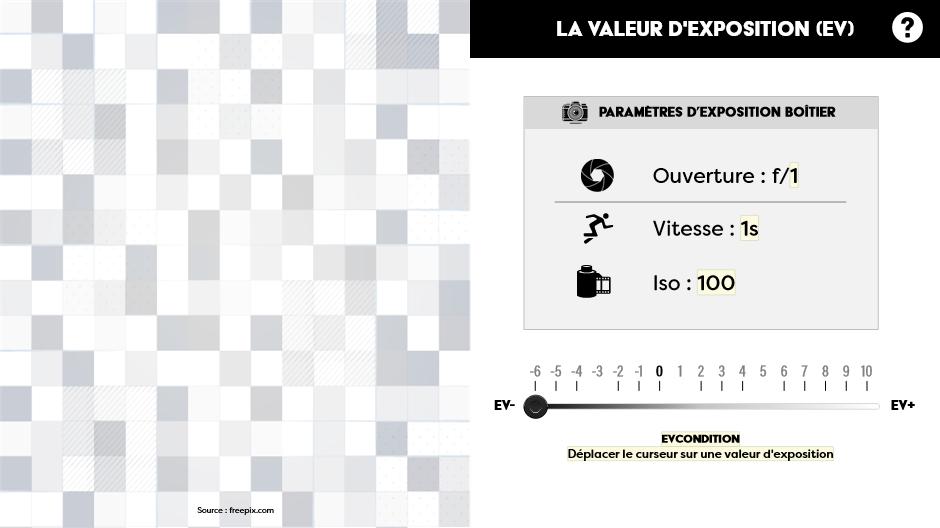 LA VALEUR D'EXPOSITION (EV)
?
PARAMÈTRES D'EXPOSITION BOÎTIER
Ouverture : f/1
Vitesse : 1s
Iso : 100
-6 -5 -4 -3 -2 -1 0 1 2 3 4 5 6 7 8 9 10
EV- EV+
EVCONDITION
Déplacer le curseur sur une valeur d'exposition
Source : freepix.com